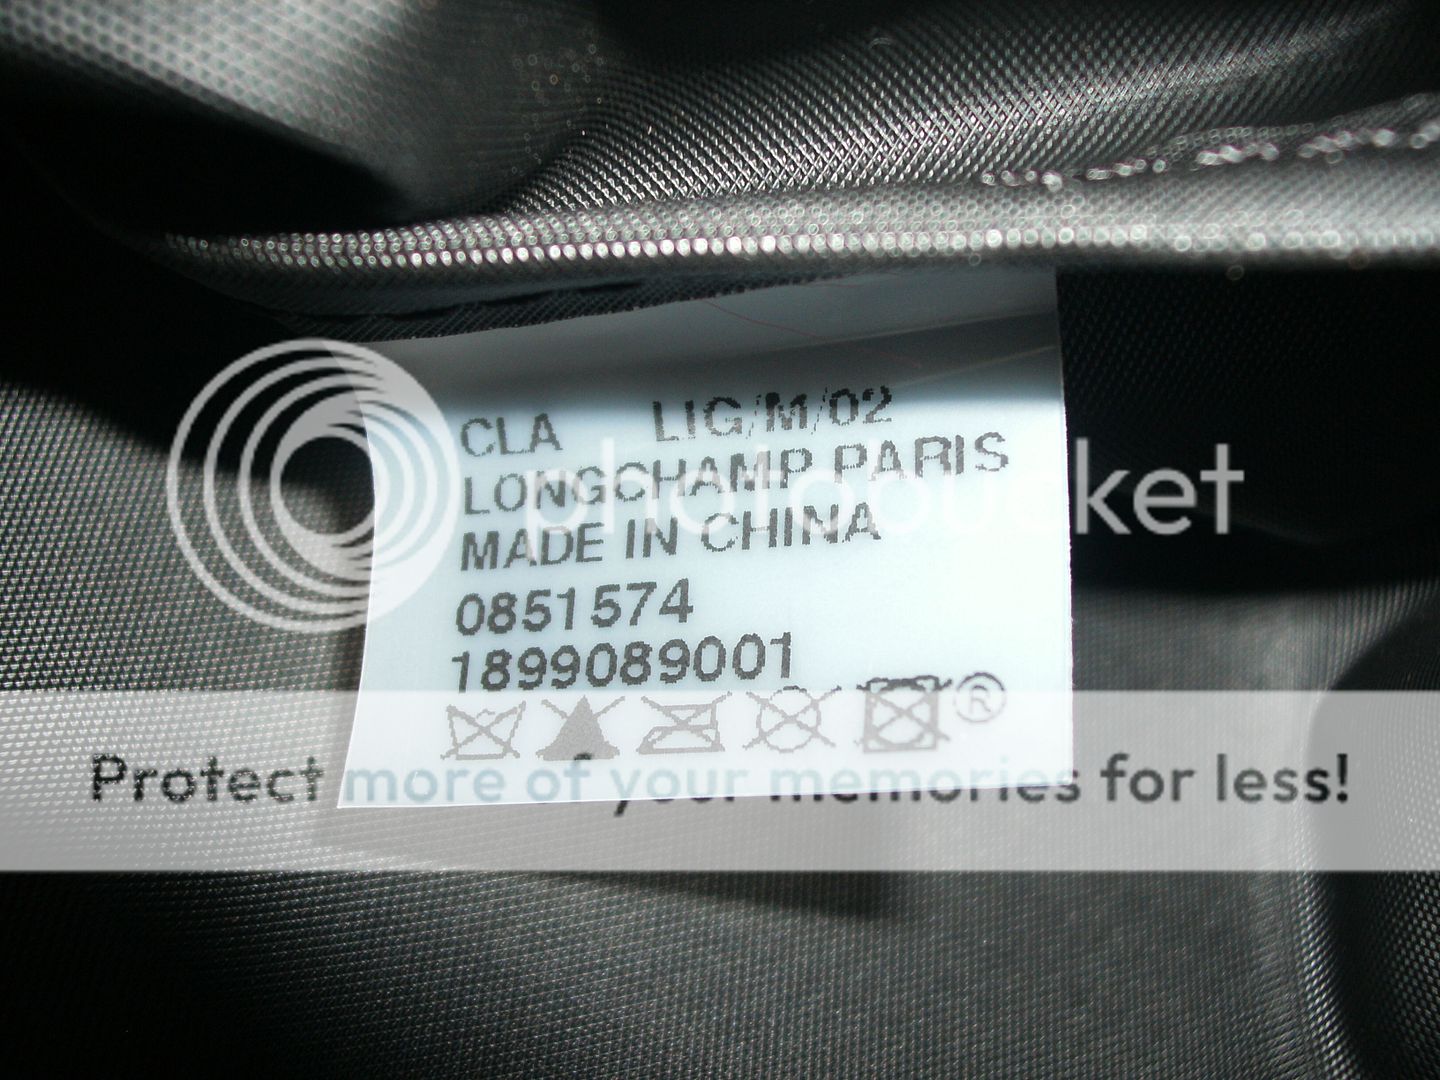 CLA LIG/M/02
LONGCHAMP PARIS
MADE IN CHINA
0851574
1899089001
®
photobucket
Protect more of your memories for less!